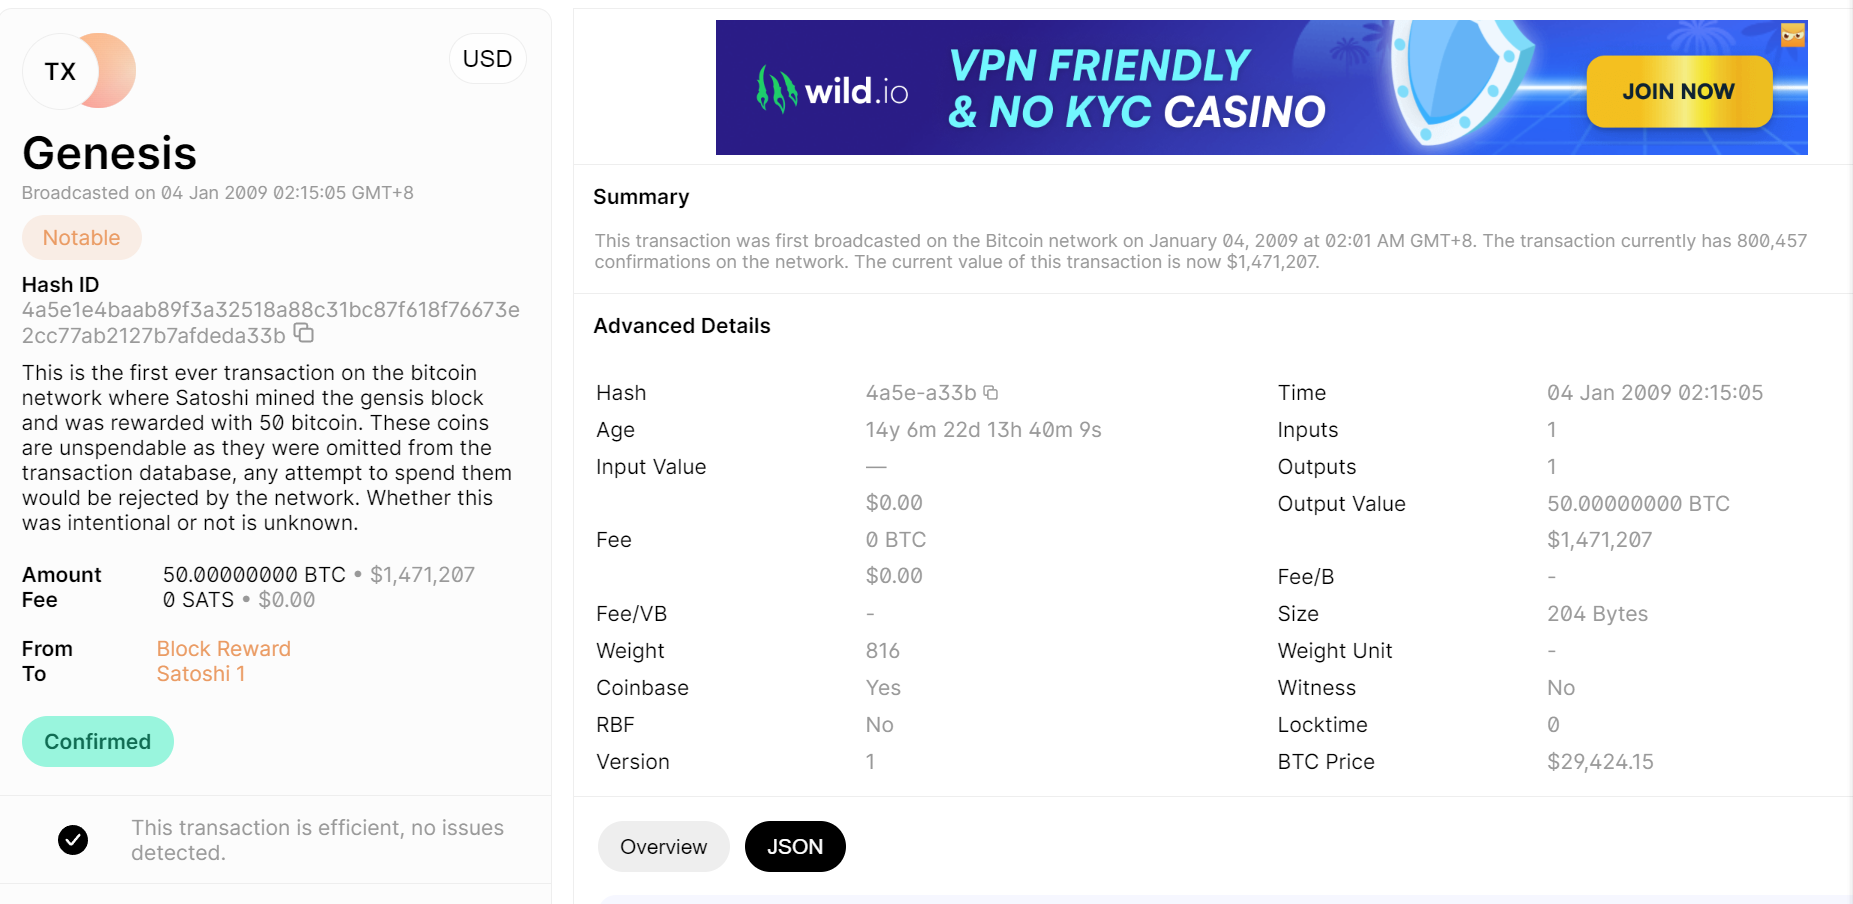 TX
USD
Genesis
Broadcasted on 04 Jan 2009 02:15:05 GMT+8
Notable
Hash ID
4a5e1e4baab89f3a32518a88c31bc87f618f76673e
2cc77ab2127b7afdeda33b
This is the first ever transaction on the bitcoin
network where Satoshi mined the gensis block
and was rewarded with 50 bitcoin. These coins
are unspendable as they were omitted from the
transaction database, any attempt to spend them
would be rejected by the network. Whether this
was intentional or not is unknown.
Amount 50.00000000 BTC • $1,471,207
Fee 0 SATS • $0.00
From Block Reward
To Satoshi 1
Confirmed
This transaction is efficient, no issues
detected.
wild.io
VPN FRIENDLY
& NO KYC CASINO
JOIN NOW
Summary
This transaction was first broadcasted on the Bitcoin network on January 04, 2009 at 02:01 AM GMT+8. The transaction currently has 800,457
confirmations on the network. The current value of this transaction is now $1,471,207.
Advanced Details
Hash 4a5e-a33b
Age 14y 6m 22d 13h 40m 9s
Input Value —
$0.00
Fee 0 BTC
$0.00
Fee/VB -
Weight 816
Coinbase Yes
RBF No
Version 1
Time 04 Jan 2009 02:15:05
Inputs 1
Outputs 1
Output Value 50.00000000 BTC
$1,471,207
Fee/B -
Size 204 Bytes
Weight Unit -
Witness No
Locktime 0
BTC Price $29,424.15
Overview
JSON